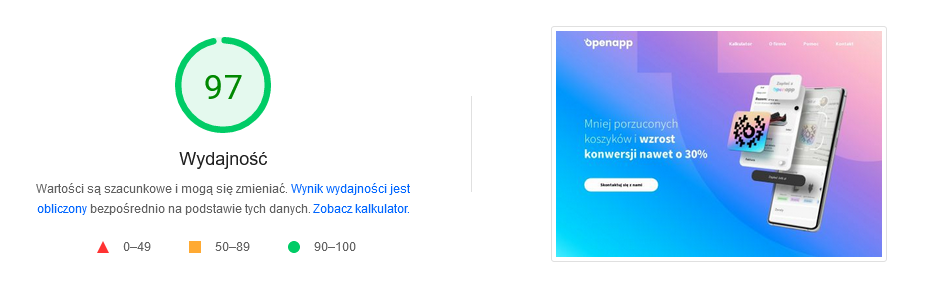 97
Wydajność
Wartości są szacunkowe i mogą się zmieniać. Wynik wydajności jest
obliczony bezpośrednio na podstawie tych danych. Zobacz kalkulator.
0–49
50–89
90–100
openapp
Kalkulator O firmie Pomoc Kontakt
Mniej porzuconych
koszyków i wzrost
konwersji nawet o 30%
Skontaktuj się z nami